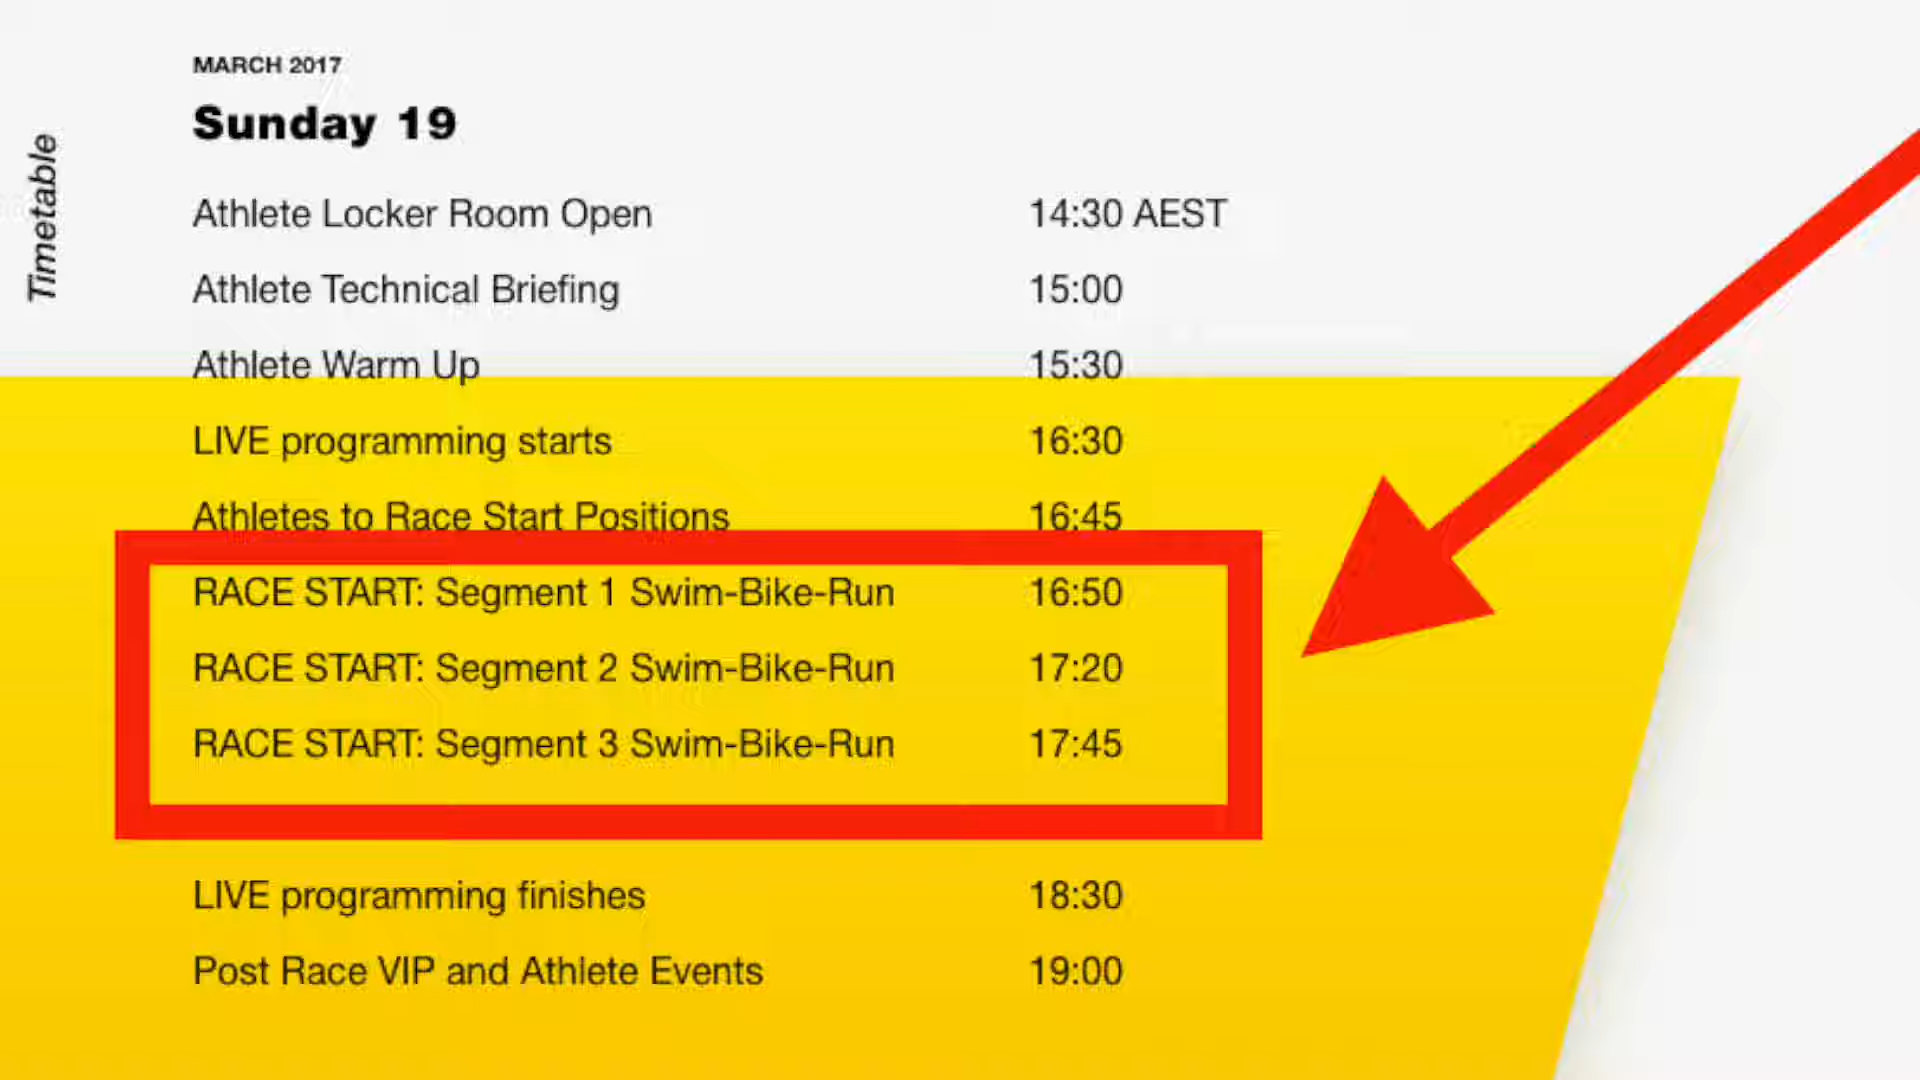 MARCH 2017
Sunday 19
Timetable
Athlete Locker Room Open 14:30 AEST
Athlete Technical Briefing 15:00
Athlete Warm Up 15:30
LIVE programming starts 16:30
Athletes to Race Start Positions 16:45
RACE START: Segment 1 Swim-Bike-Run 16:50
RACE START: Segment 2 Swim-Bike-Run 17:20
RACE START: Segment 3 Swim-Bike-Run 17:45
LIVE programming finishes 18:30
Post Race VIP and Athlete Events 19:00